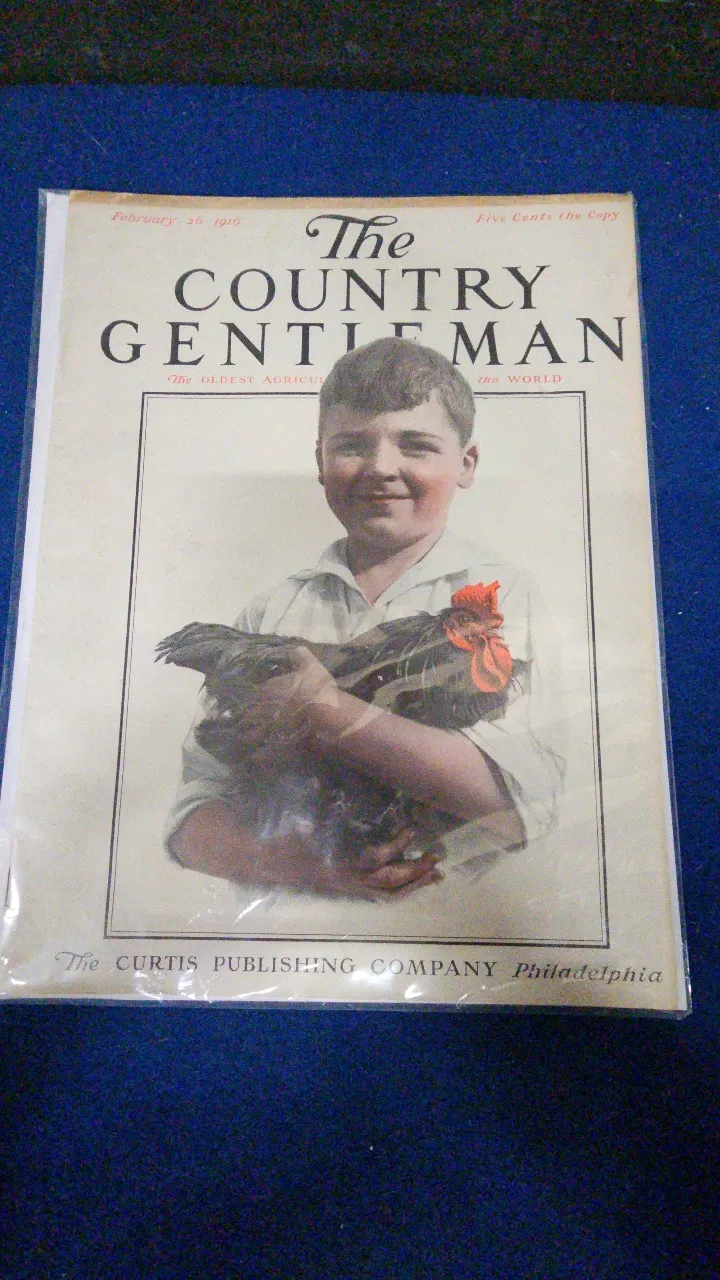 February 26 1916 Five Cents the Copy
The
COUNTRY
GENTLEMAN
The OLDEST AGRICU the WORLD
The CURTIS PUBLISHING COMPANY Philadelphia